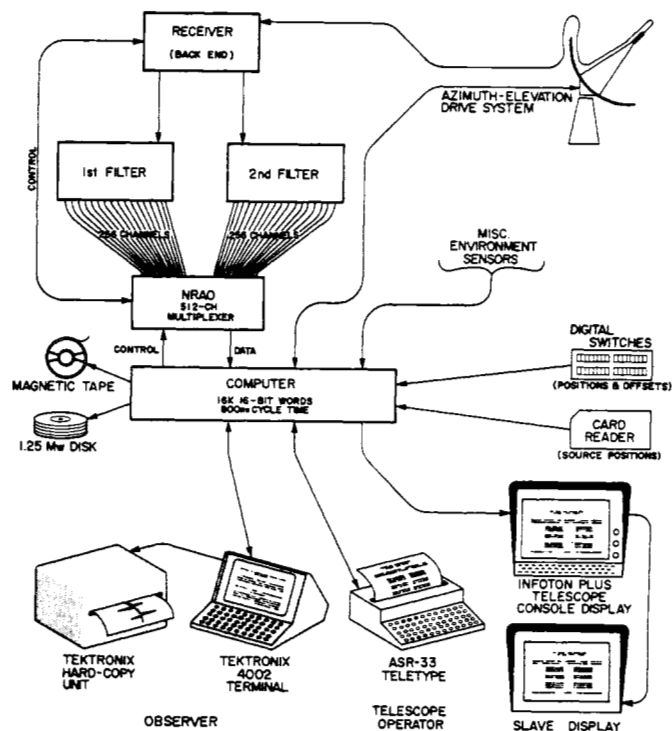 RECEIVER
(BACK END)
AZIMUTH-ELEVATION
DRIVE SYSTEM
CONTROL
1st FILTER
2nd FILTER
256 CHANNELS
256 CHANNELS
MISC.
ENVIRONMENT
SENSORS
NRAO
512-CH
MULTIPLEXER
CONTROL
DATA
DIGITAL
SWITCHES
(POSITIONS & OFFSETS)
MAGNETIC TAPE
COMPUTER
16K 16-BIT WORDS
800ns CYCLE TIME
1.25 Mw DISK
CARD
READER
(SOURCE POSITIONS)
INFOTON PLUS
TELESCOPE
CONSOLE DISPLAY
TEKTRONIX
HARD-COPY
UNIT
TEKTRONIX
4002
TERMINAL
ASR-33
TELETYPE
OBSERVER
TELESCOPE
OPERATOR
SLAVE DISPLAY